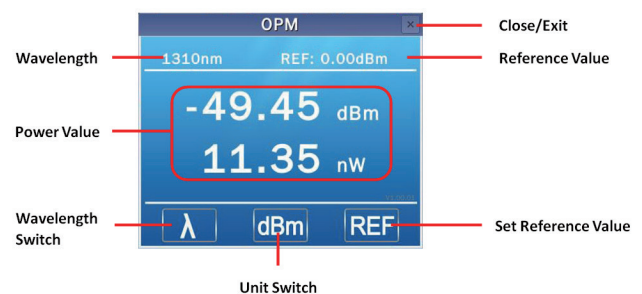 OPM
×
Close/Exit
Wavelength
1310nm
REF: 0.00dBm
Reference Value
Power Value
-49.45 dBm
11.35 nW
Wavelength
Switch
λ
dBm
REF
Set Reference Value
Unit Switch